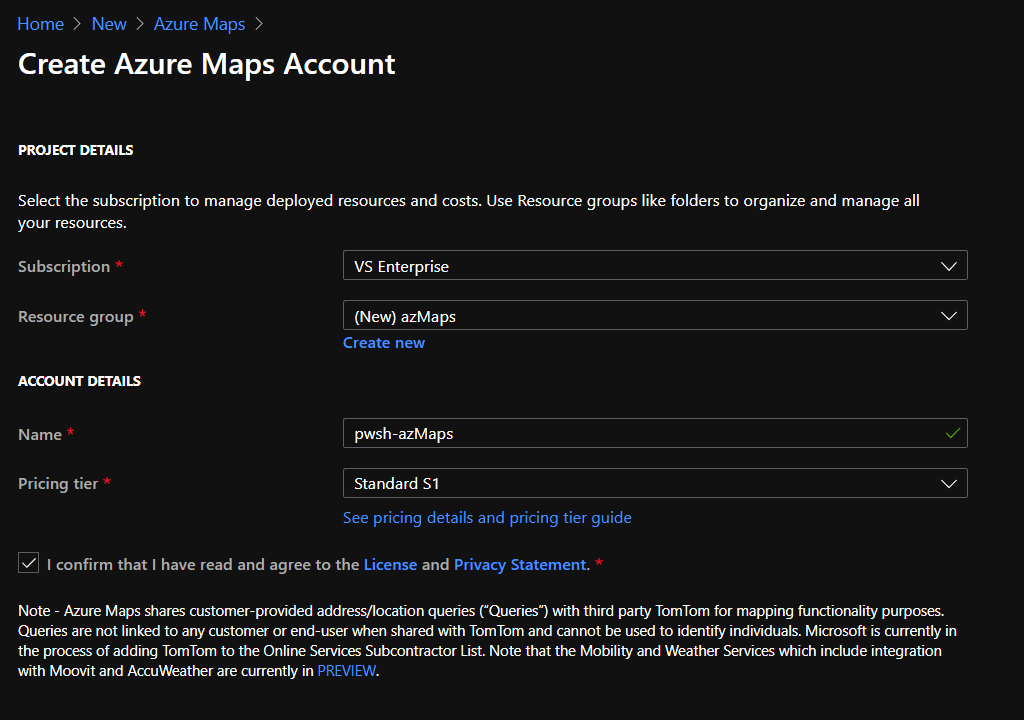 Home > New > Azure Maps >
Create Azure Maps Account
PROJECT DETAILS
Select the subscription to manage deployed resources and costs. Use Resource groups like folders to organize and manage all
your resources.
Subscription *
VS Enterprise
Resource group *
(New) azMaps
Create new
ACCOUNT DETAILS
Name *
pwsh-azMaps
Pricing tier *
Standard S1
See pricing details and pricing tier guide
I confirm that I have read and agree to the License and Privacy Statement. *
Note - Azure Maps shares customer-provided address/location queries (“Queries”) with third party TomTom for mapping functionality purposes.
Queries are not linked to any customer or end-user when shared with TomTom and cannot be used to identify individuals. Microsoft is currently in
the process of adding TomTom to the Online Services Subcontractor List. Note that the Mobility and Weather Services which include integration
with Moovit and AccuWeather are currently in PREVIEW.